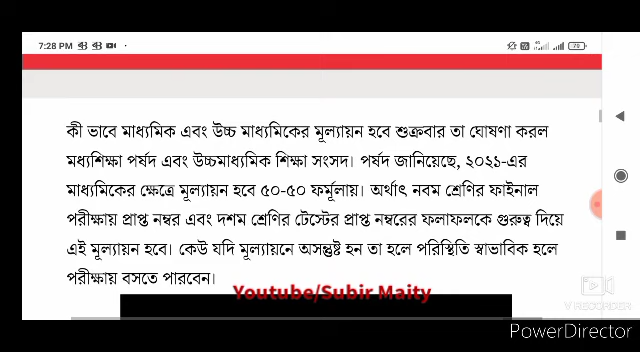 7:28 PM
79
কী ভাবে মাধ্যমিক এবং উচ্চ মাধ্যমিকের মূল্যায়ন হবে শুক্রবার তা ঘোষণা করল
মধ্যশিক্ষা পর্ষদ এবং উচ্চমাধ্যমিক শিক্ষা সংসদ। পর্ষদ জানিয়েছে, ২০২১-এর
মাধ্যমিকের ক্ষেত্রে মূল্যায়ন হবে ৫০-৫০ ফর্মূলায়। অর্থাৎ নবম শ্রেণির ফাইনাল
পরীক্ষায় প্রাপ্ত নম্বর এবং দশম শ্রেণির টেস্টের প্রাপ্ত নম্বরের ফলাফলকে গুরুত্ব দিয়ে
এই মূল্যায়ন হবে। কেউ যদি মূল্যায়নে অসন্তুষ্ট হন তা হলে পরিস্থিতি স্বাভাবিক হলে
পরীক্ষায় বসতে পারবেন।
Youtube/Subir Maity
V RECORDER
PowerDirector